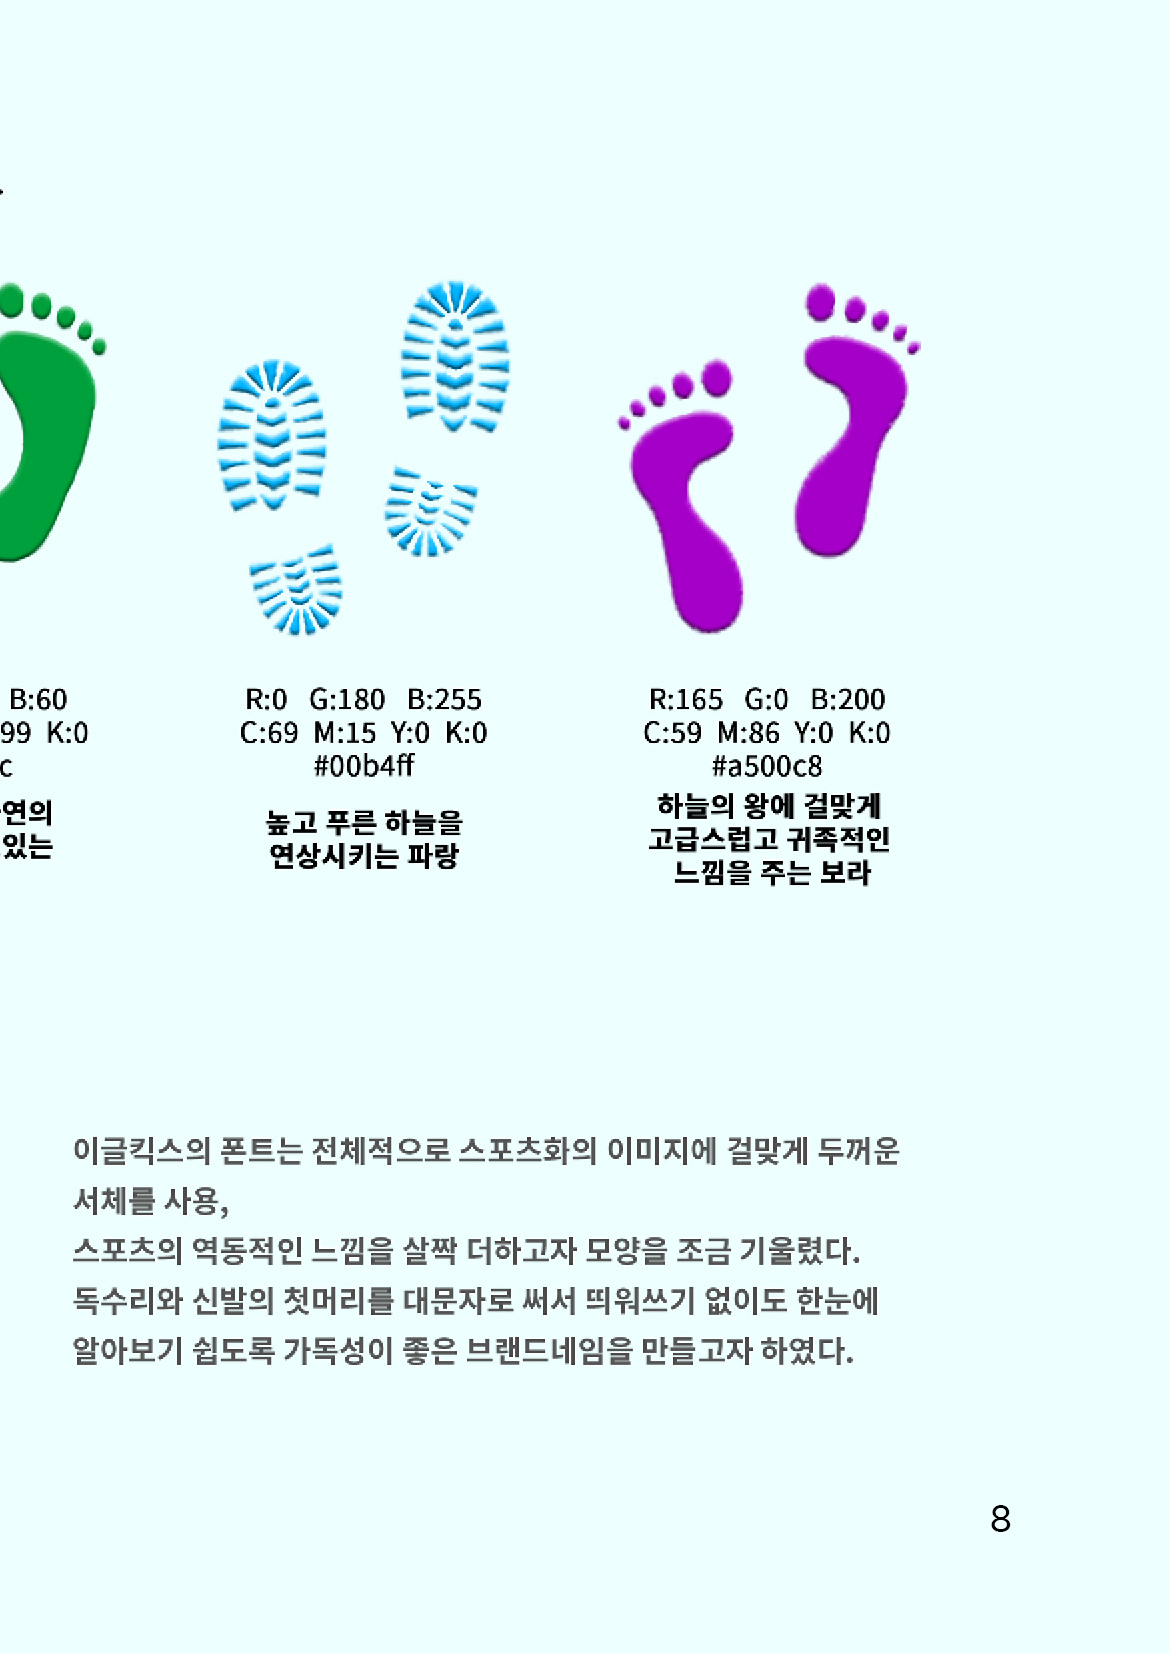 B:60
99 K:0
c
연의
있는
R:0 G:180 B:255
C:69 M:15 Y:0 K:0
#00b4ff
높고 푸른 하늘을
연상시키는 파랑
R:165 G:0 B:200
C:59 M:86 Y:0 K:0
#a500c8
하늘의 왕에 걸맞게
고급스럽고 귀족적인
느낌을 주는 보라
이글킥스의 폰트는 전체적으로 스포츠화의 이미지에 걸맞게 두꺼운
서체를 사용,
스포츠의 역동적인 느낌을 살짝 더하고자 모양을 조금 기울렸다.
독수리와 신발의 첫머리를 대문자로 써서 띄워쓰기 없이도 한눈에
알아보기 쉽도록 가독성이 좋은 브랜드네임을 만들고자 하였다.
8